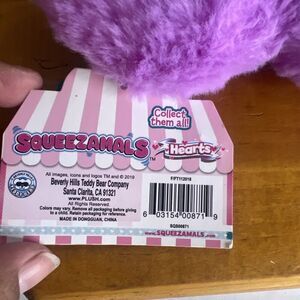 Collect
them all!
SQUEEZAMALS
Hearts
All images, icons and logos TM and © 2019
Beverly Hills Teddy Bear Company
Santa Clarita, CA 91321
www.PLUSH.com
All Rights Reserved.
Colors may vary. Remove all packaging before giving
to a child. Retain packaging for reference.
MADE IN DONGGUAN, CHINA
6 03154 00871 9
SQ00871
www.SQUEEZAMALS.com